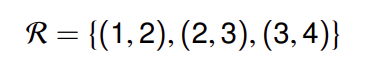 ℛ = {(1, 2), (2, 3), (3, 4)}